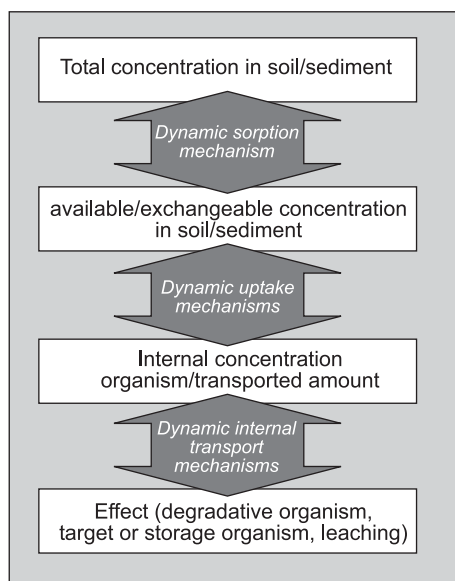 Total concentration in soil/sediment
Dynamic sorption
mechanism
available/exchangeable concentration
in soil/sediment
Dynamic uptake
mechanisms
Internal concentration
organism/transported amount
Dynamic internal
transport
mechanisms
Effect (degradative organism,
target or storage organism, leaching)